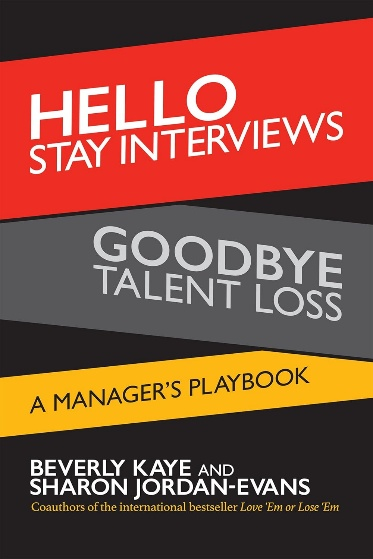 HELLO
STAY INTERVIEWS
GOODBYE
TALENT LOSS
A MANAGER'S PLAYBOOK
BEVERLY KAYE AND
SHARON JORDAN-EVANS
Coauthors of the international bestseller Love 'Em or Lose 'Em